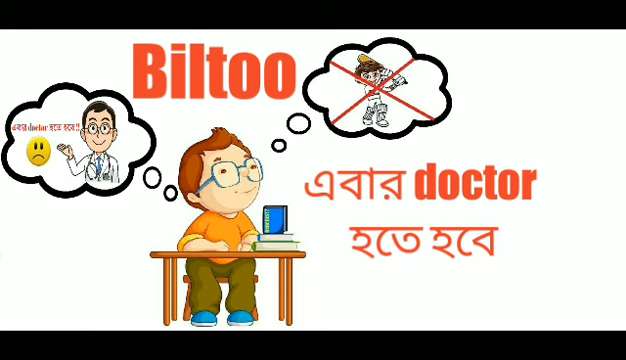 Biltoo
এবার doctor হতে হবে!!
এবার doctor
হতে হবে